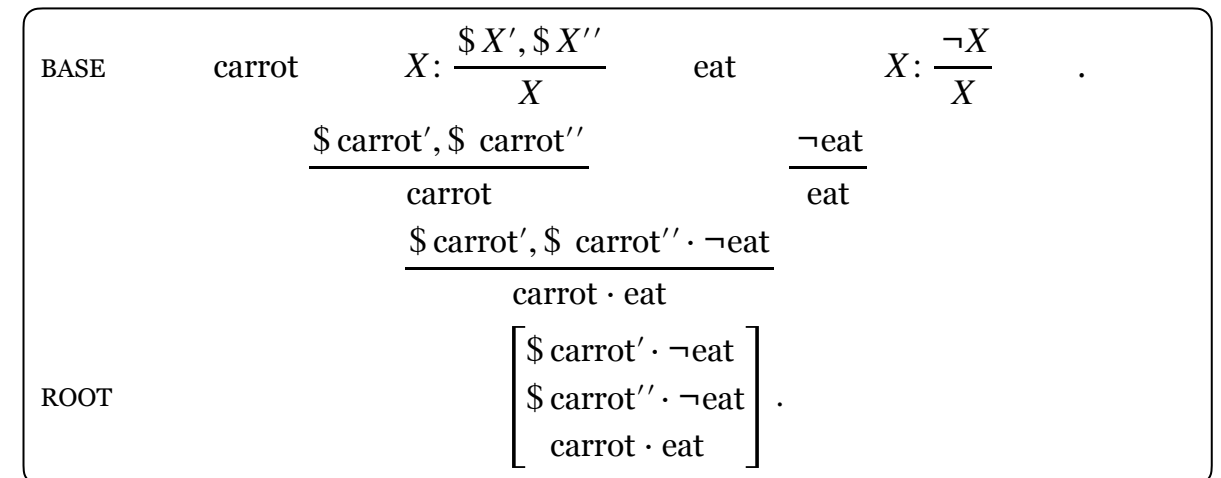 BASE carrot X: $X′, $X′′ / X eat X: ¬X / X .
$ carrot′, $ carrot′′ ¬eat
carrot eat
$ carrot′, $ carrot′′ · ¬eat
carrot · eat
$ carrot′ · ¬eat
$ carrot′′ · ¬eat
ROOT .
carrot · eat